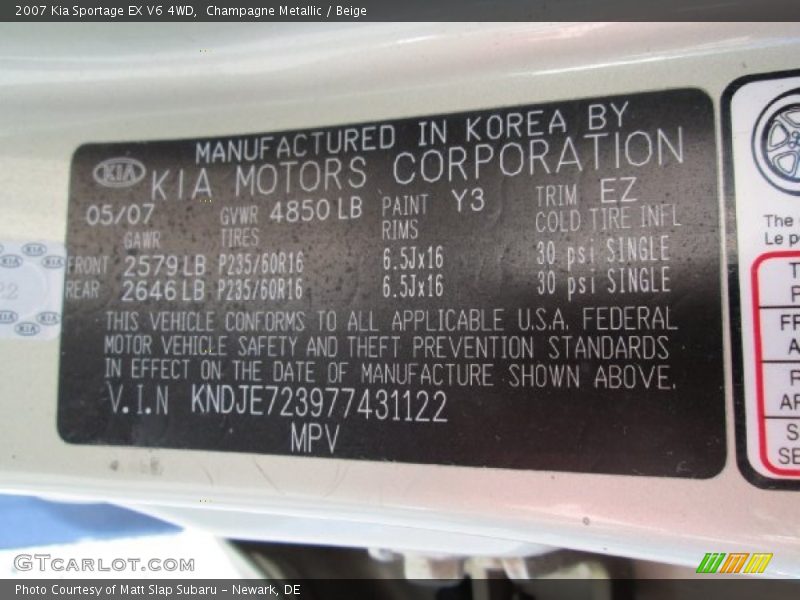 2007 Kia Sportage EX V6 4WD, Champagne Metallic / Beige
MANUFACTURED IN KOREA BY
KIA KIA MOTORS CORPORATION
05/07 GVWR 4850 LB PAINT Y3 TRIM EZ
GAWR TIRES RIMS COLD TIRE INFL
FRONT 2579 LB P235/60R16 6.5Jx16 30 psi SINGLE
REAR 2646 LB P235/60R16 6.5Jx16 30 psi SINGLE
THIS VEHICLE CONFORMS TO ALL APPLICABLE U.S.A. FEDERAL
MOTOR VEHICLE SAFETY AND THEFT PREVENTION STANDARDS
IN EFFECT ON THE DATE OF MANUFACTURE SHOWN ABOVE.
V.I.N KNDJE723977431122
MPV
The
Le p
GTCARLOT.COM
Photo Courtesy of Matt Slap Subaru - Newark, DE